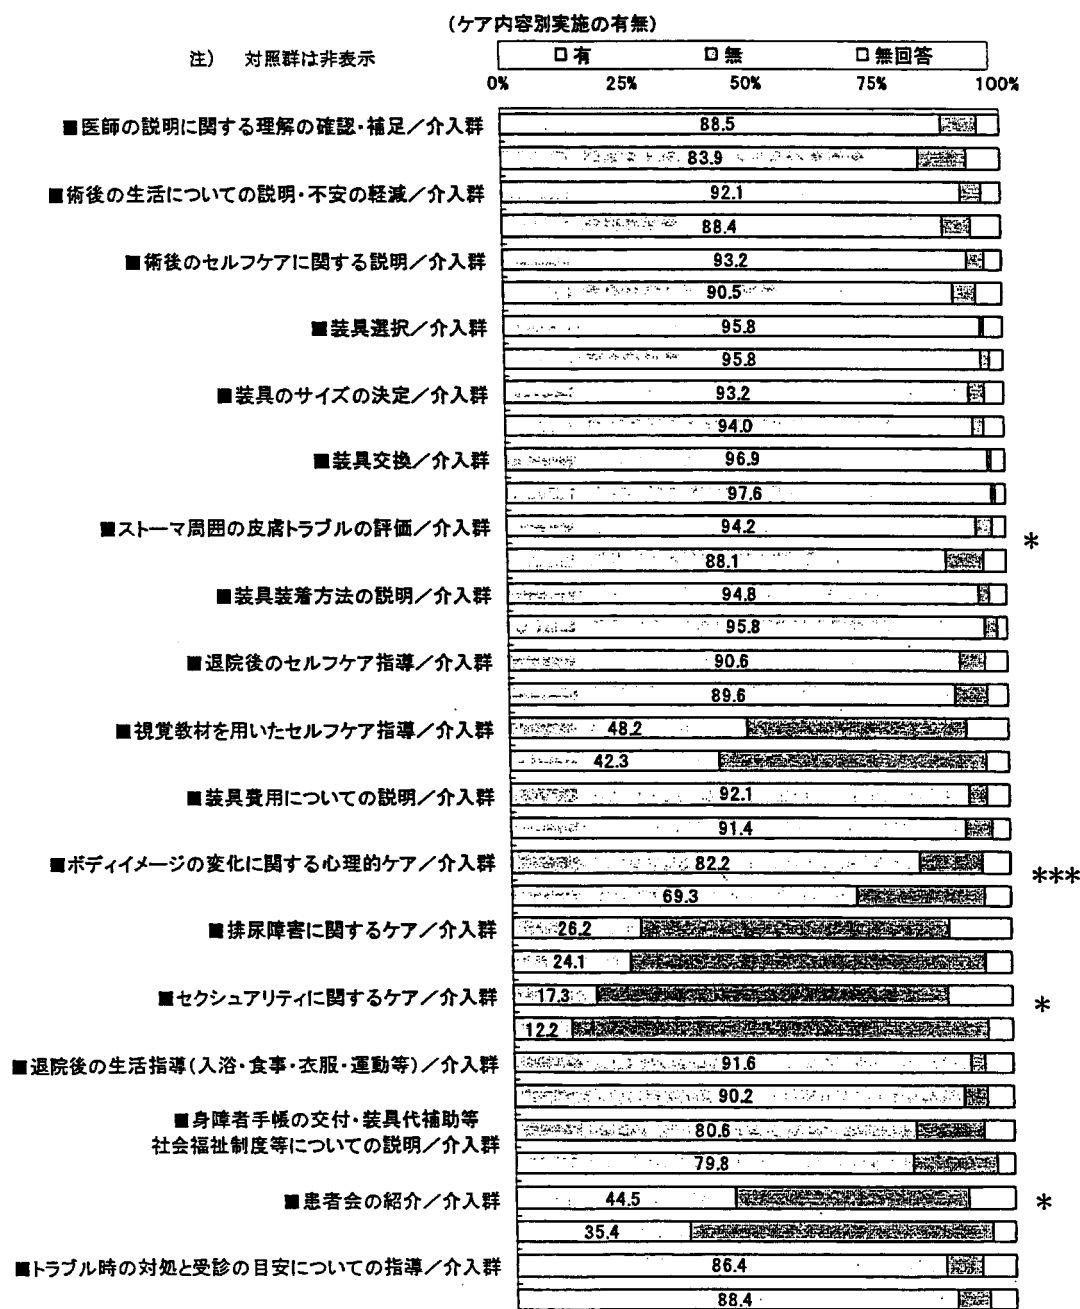 (ケア内容別実施の有無)
注) 対照群は非表示
有 無 無回答
0% 25% 50% 75% 100%
■医師の説明に関する理解の確認・補足／介入群 88.5
83.9
■術後の生活についての説明・不安の軽減／介入群 92.1
88.4
■術後のセルフケアに関する説明／介入群 93.2
90.5
■装具選択／介入群 95.8
95.8
■装具のサイズの決定／介入群 93.2
94.0
■装具交換／介入群 96.9
97.6
■ストーマ周囲の皮膚トラブルの評価／介入群 94.2 *
88.1
■装具装着方法の説明／介入群 94.8
95.8
■退院後のセルフケア指導／介入群 90.6
89.6
■視覚教材を用いたセルフケア指導／介入群 48.2
42.3
■装具費用についての説明／介入群 92.1
91.4
■ボディイメージの変化に関する心理的ケア／介入群 82.2 ***
69.3
■排尿障害に関するケア／介入群 26.2
24.1
■セクシュアリティに関するケア／介入群 17.3 *
12.2
■退院後の生活指導(入浴・食事・衣服・運動等)／介入群 91.6
90.2
■身障者手帳の交付・装具代補助等
社会福祉制度等についての説明／介入群 80.6
79.8
■患者会の紹介／介入群 44.5 *
35.4
■トラブル時の対処と受診の目安についての指導／介入群 86.4
88.4